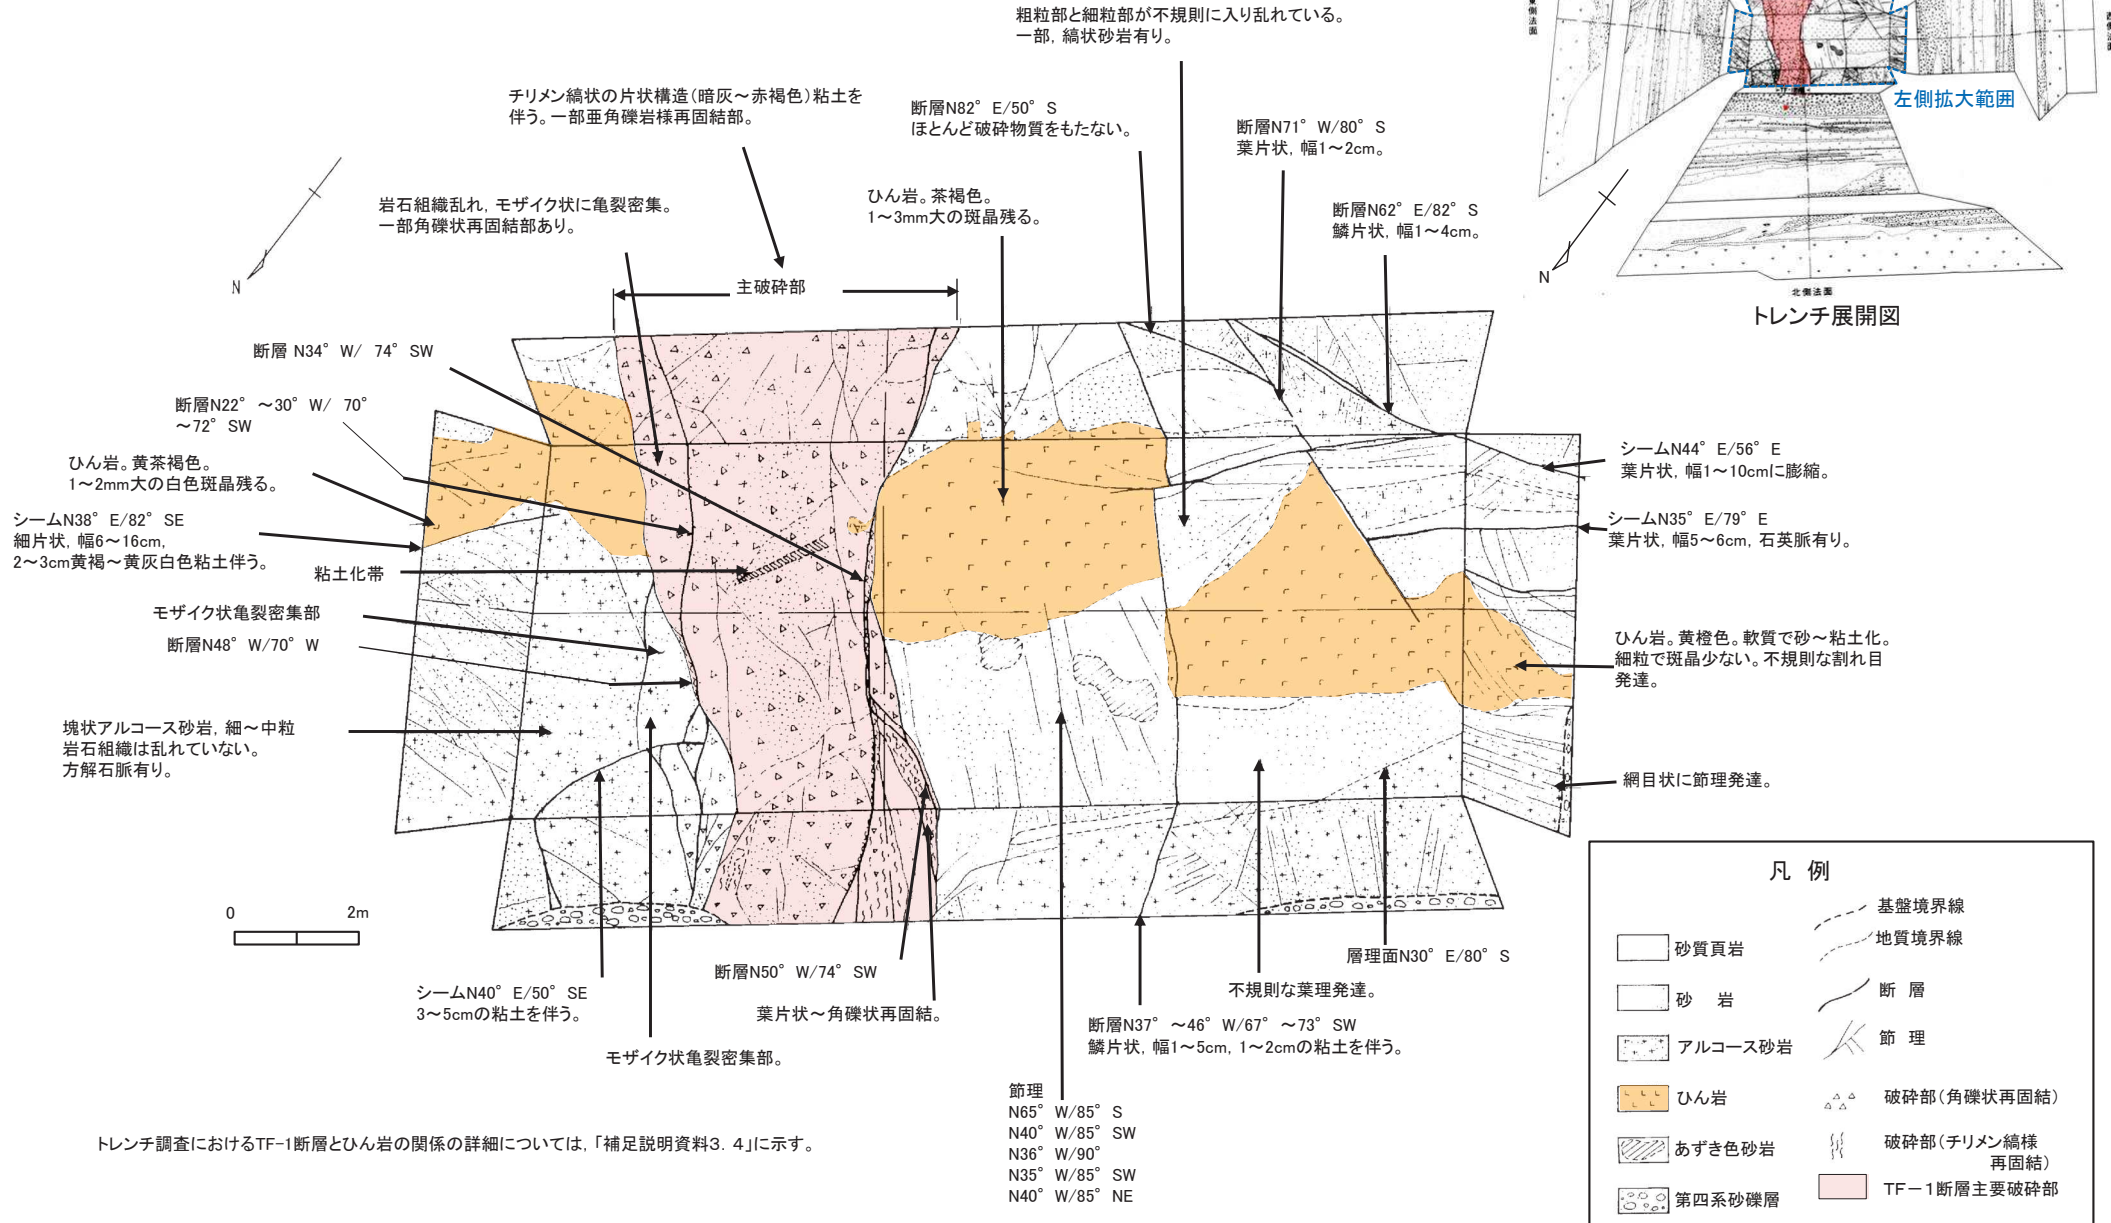 粗粒部と細粒部が不規則に入り乱れている。
一部，縞状砂岩有り。
チリメン縞状の片状構造（暗灰～赤褐色）粘土を
伴う。一部亜角礫岩様再固結部。
断層N82° E/50° S
ほとんど破砕物質をもたない。
断層N71° W/80° S
葉片状，幅1～2cm。
ひん岩。茶褐色。
1～3mm大の斑晶残る。
断層N62° E/82° S
鱗片状，幅1～4cm。
岩石組織乱れ，モザイク状に亀裂密集。
一部角礫状再固結部あり。
主破砕部
N
東側法面
左側拡大範囲
N
北側法面
トレンチ展開図
断層 N34° W/ 74° SW
断層N22° ～30° W/ 70°
～72° SW
ひん岩。黄茶褐色。
1～2mm大の白色斑晶残る。
シームN38° E/82° SE
細片状，幅6～16cm，
2～3cm黄褐～黄灰白色粘土伴う。
粘土化帯
モザイク状亀裂密集部
断層N48° W/70° W
塊状アルコース砂岩，細～中粒
岩石組織は乱れていない。
方解石脈有り。
シームN44° E/56° E
葉片状，幅1～10cmに膨縮。
シームN35° E/79° E
葉片状，幅5～6cm，石英脈有り。
ひん岩。黄橙色。軟質で砂～粘土化。
細粒で斑晶少ない。不規則な割れ目
発達。
網目状に節理発達。
0 2m
シームN40° E/50° SE
3～5cmの粘土を伴う。
モザイク状亀裂密集部。
断層N50° W/74° SW
葉片状～角礫状再固結。
節理
N65° W/85° S
N40° W/85° SW
N36° W/90°
N35° W/85° SW
N40° W/85° NE
断層N37° ～46° W/67° ～73° SW
鱗片状，幅1～5cm，1～2cmの粘土を伴う。
不規則な葉理発達。
層理面N30° E/80° S
トレンチ調査におけるTF-1断層とひん岩の関係の詳細については，「補足説明資料3．4」に示す。
凡 例
砂質頁岩
砂 岩
アルコース砂岩
ひん岩
あずき色砂岩
第四系砂礫層
基盤境界線
地質境界線
断 層
節 理
破砕部（角礫状再固結）
破砕部（チリメン縞様
再固結）
TF－1断層主要破砕部